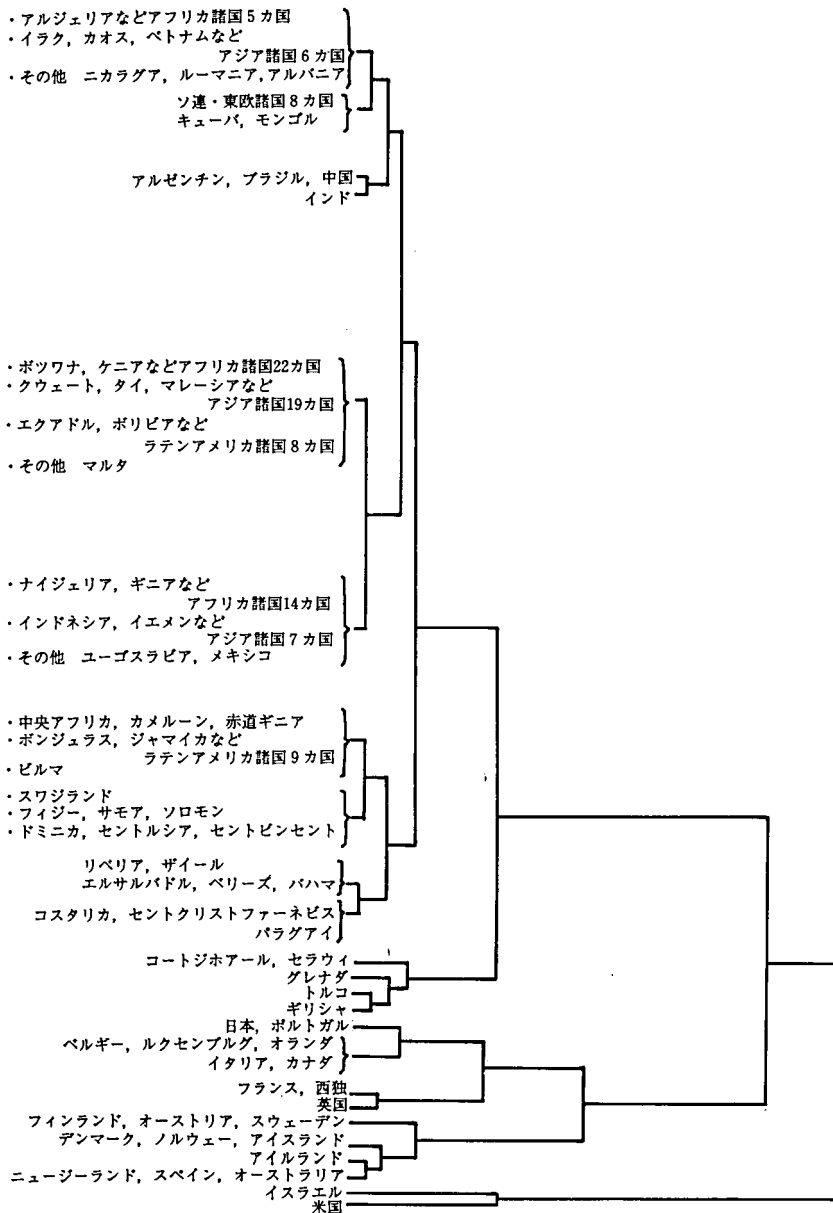 ・アルジェリアなどアフリカ諸国5カ国
・イラク，カオス，ベトナムなど
アジア諸国6カ国
・その他　ニカラグア，ルーマニア，アルバニア
ソ連・東欧諸国8カ国
キューバ，モンゴル
アルゼンチン，ブラジル，中国
インド
・ボツワナ，ケニアなどアフリカ諸国22カ国
・クウェート，タイ，マレーシアなど
アジア諸国19カ国
・エクアドル，ボリビアなど
ラテンアメリカ諸国8カ国
・その他　マルタ
・ナイジェリア，ギニアなど
アフリカ諸国14カ国
・インドネシア，イエメンなど
アジア諸国7カ国
・その他　ユーゴスラビア，メキシコ
・中央アフリカ，カメルーン，赤道ギニア
・ボンジュラス，ジャマイカなど
ラテンアメリカ諸国9カ国
・ビルマ
・スワジランド
・フィジー，サモア，ソロモン
・ドミニカ，セントルシア，セントビンセント
リベリア，ザイール
エルサルバドル，ベリーズ，バハマ
コスタリカ，セントクリストファーネビス
パラグアイ
コートジホアール，セラウィ
グレナダ
トルコ
ギリシャ
日本，ポルトガル
ベルギー，ルクセンブルグ，オランダ
イタリア，カナダ
フランス，西独
英国
フィンランド，オーストリア，スウェーデン
デンマーク，ノルウェー，アイスランド
アイルランド
ニュージーランド，スペイン，オーストラリア
イスラエル
米国